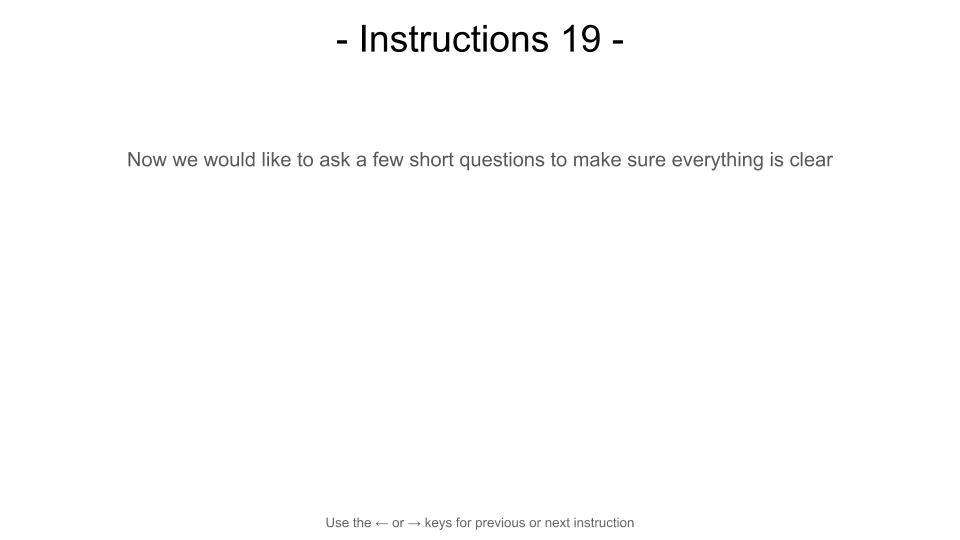 - Instructions 19 -
Now we would like to ask a few short questions to make sure everything is clear
Use the ← or → keys for previous or next instruction